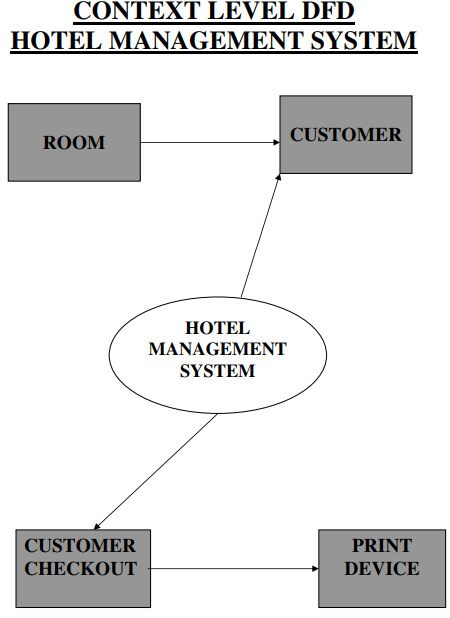 CONTEXT LEVEL DFD
HOTEL MANAGEMENT SYSTEM
ROOM
CUSTOMER
HOTEL
MANAGEMENT
SYSTEM
CUSTOMER
CHECKOUT
PRINT
DEVICE